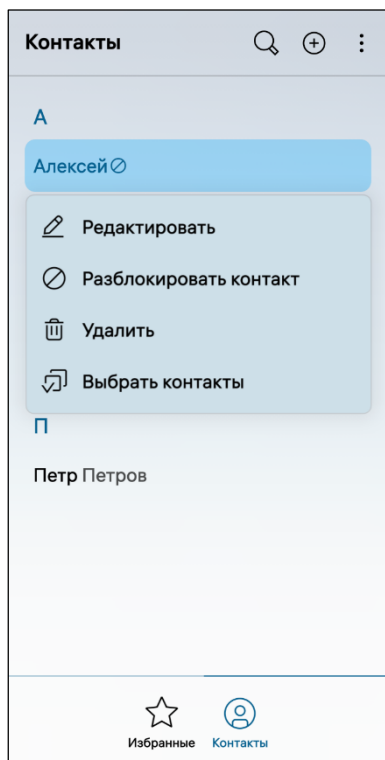 Контакты
А
Алексей
Редактировать
Разблокировать контакт
Удалить
Выбрать контакты
П
Петр Петров
Избранные Контакты